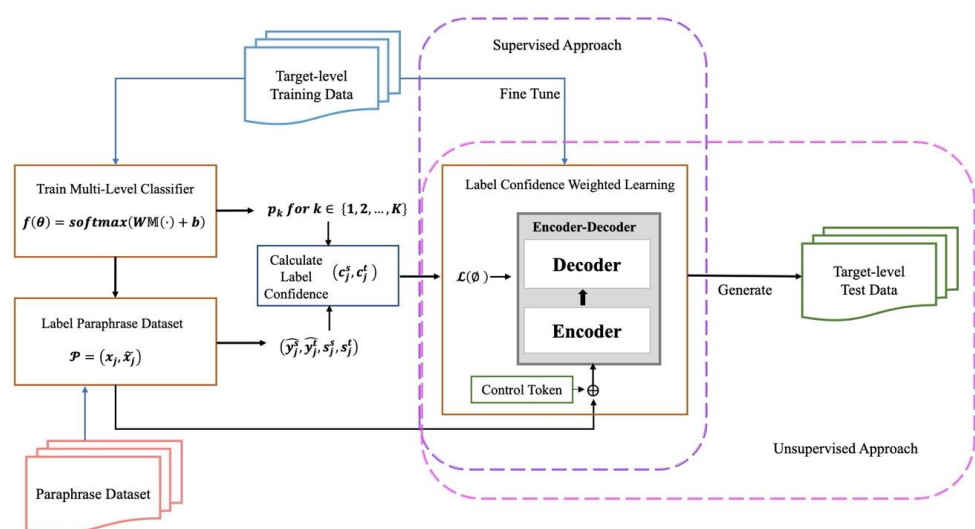 Supervised Approach
Target-level
Training Data
Fine Tune
Train Multi-Level Classifier
f(θ) = softmax(W𝕄(·) + b)
p_k for k ∈ {1, 2, ..., K}
Calculate
Label
Confidence
(c_j^s, c_j^t)
Label Paraphrase Dataset
𝒫 = (x_j, x̃_j)
(ŷ_j^s, ŷ_j^t, s_j^s, s_j^t)
Paraphrase Dataset
Label Confidence Weighted Learning
Encoder-Decoder
Decoder
ℒ(∅)
Encoder
Control Token
⊕
Generate
Target-level
Test Data
Unsupervised Approach